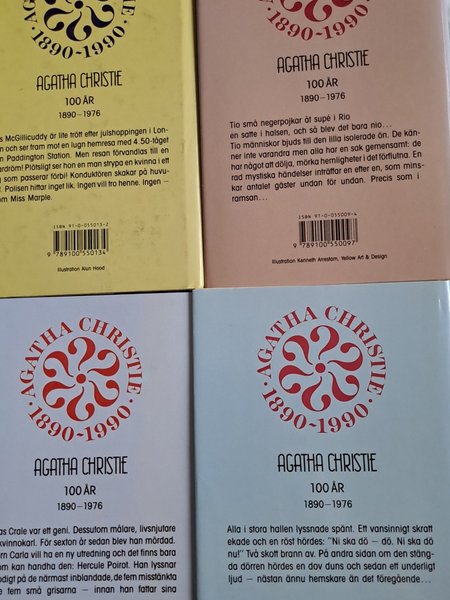 1890-1990
AGATHA CHRISTIE
100 ÅR
1890–1976
s McGillicuddy är lite trött efter julshoppingen i Lon-
n och ser fram mot en lugn hemresa med 4.50-tåget
n Paddington Station. Men resan förvandlas till en
ardröm! Plötsligt ser hon en man strypa en kvinna i ett
g som passerar förbi! Konduktören skakar på huvu-
. Polisen hittar inget lik. Ingen vill tro henne. Ingen –
om Miss Marple.
ISBN 91-0-055013-2
9 789100 550134
Illustration Alun Hood
1890-1990
AGATHA CHRISTIE
100 ÅR
1890–1976
Tio små negerpojkar åt supé i Rio
en satte i halsen, och så blev det bara nio...
Tio människor bjuds till den lilla isolerade ön. De kän-
ner inte varandra men alla har en sak gemensamt: de
har något att dölja, mörka hemligheter i det förflutna. En
rad mystiska händelser inträffar en efter en, som mins-
kar antalet gäster undan för undan. Precis som i
ramsan...
ISBN 91-0-055009-4
9 789100 550097
Illustration Kenneth Arrestam, Yellow Art & Design
AGATHA CHRISTIE
1890-1990
AGATHA CHRISTIE
100 ÅR
1890–1976
as Crale var ett geni. Dessutom målare, livsnjutare
kvinnokarl. För sexton år sedan blev han mördad.
ern Carla vill ha en ny utredning och det finns bara
om kan handha den: Hercule Poirot. Han lyssnar
odigt på de närmast inblandade, de fem misstänkta
e fem små grisarna – innan han fattar sina
AGATHA CHRISTIE
1890-1990
AGATHA CHRISTIE
100 ÅR
1890–1976
Alla i stora hallen lyssnade spänt. Ett vansinnigt skratt
ekade och en röst hördes: "Ni ska dö – dö. Ni ska dö
nu!" Två skott brann av. På andra sidan om den stäng-
da dörren hördes en dov duns och sedan ett underligt
ljud – nästan ännu hemskare än det föregående...